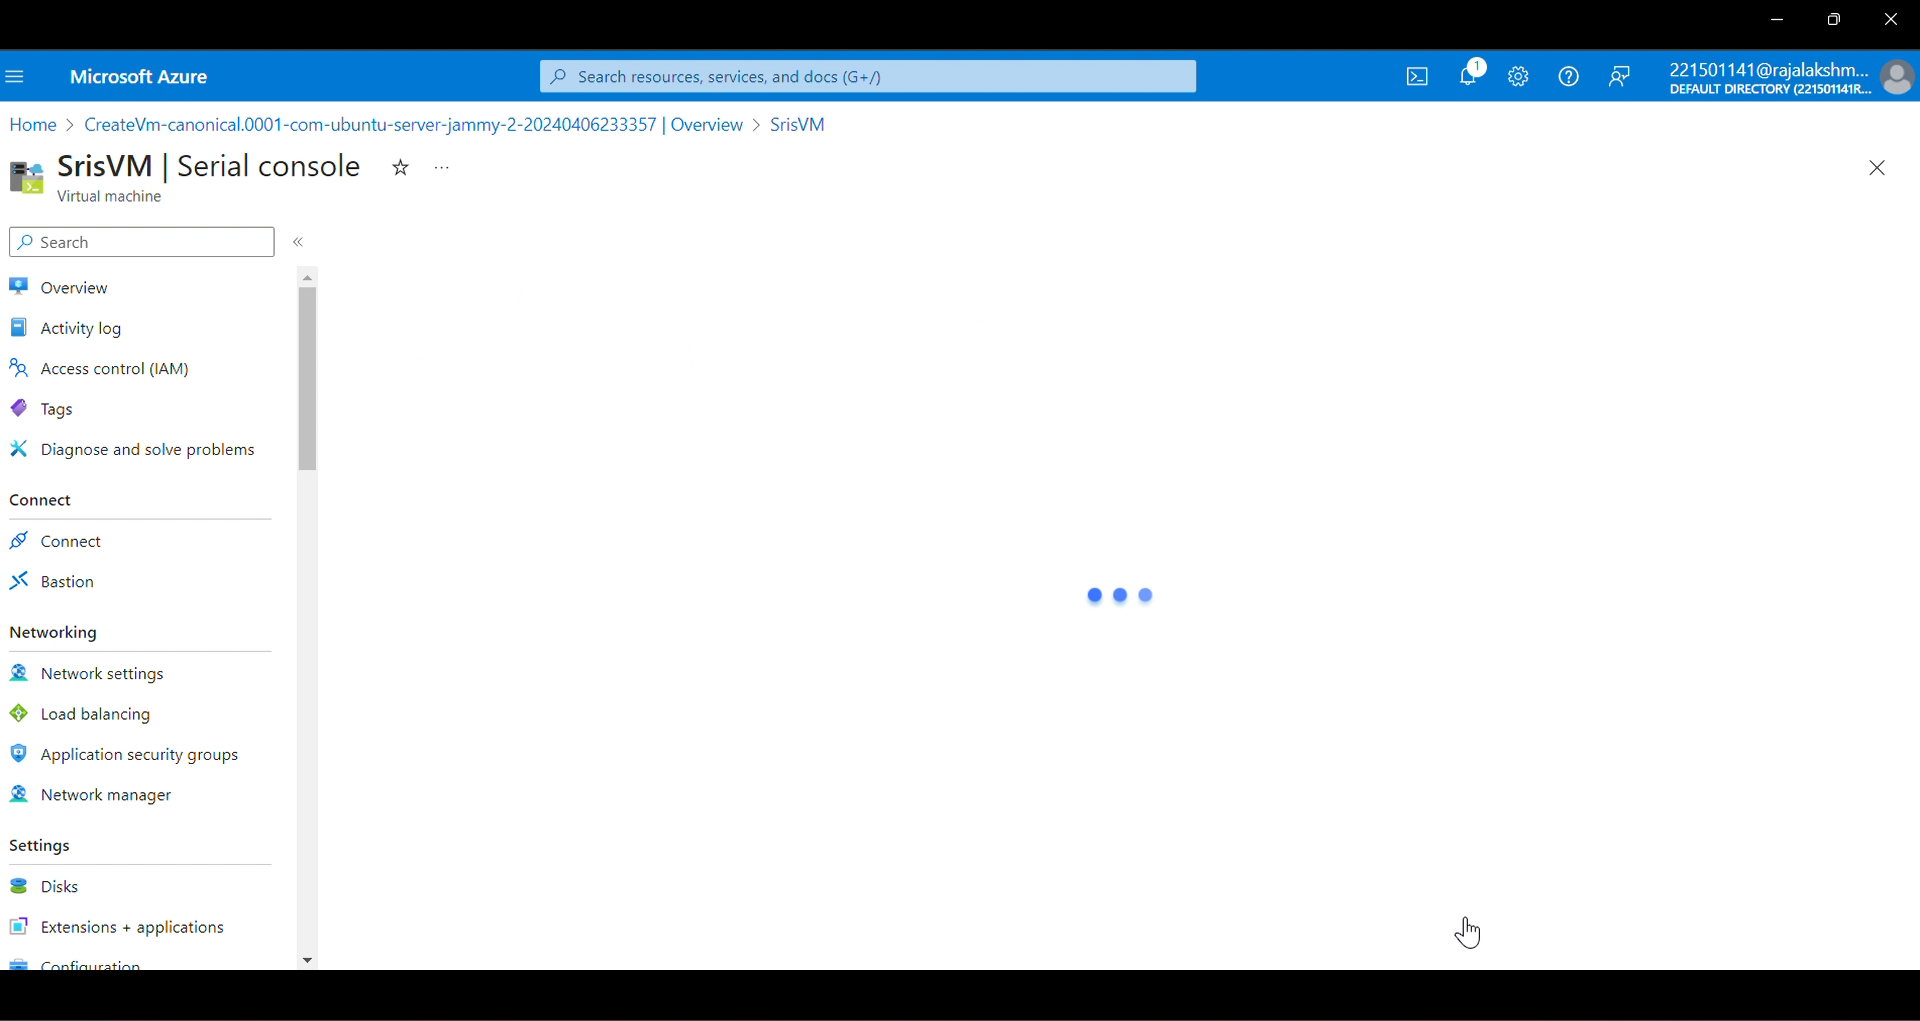 Microsoft Azure
Search resources, services, and docs (G+/)
1
221501141@rajalakshm...
DEFAULT DIRECTORY (221501141R...
Home > CreateVm-canonical.0001-com-ubuntu-server-jammy-2-20240406233357 | Overview > SrisVM
SrisVM | Serial console ☆ ...
Virtual machine
Search «
Overview
Activity log
Access control (IAM)
Tags
Diagnose and solve problems
Connect
Connect
Bastion
Networking
Network settings
Load balancing
Application security groups
Network manager
Settings
Disks
Extensions + applications
Configuration